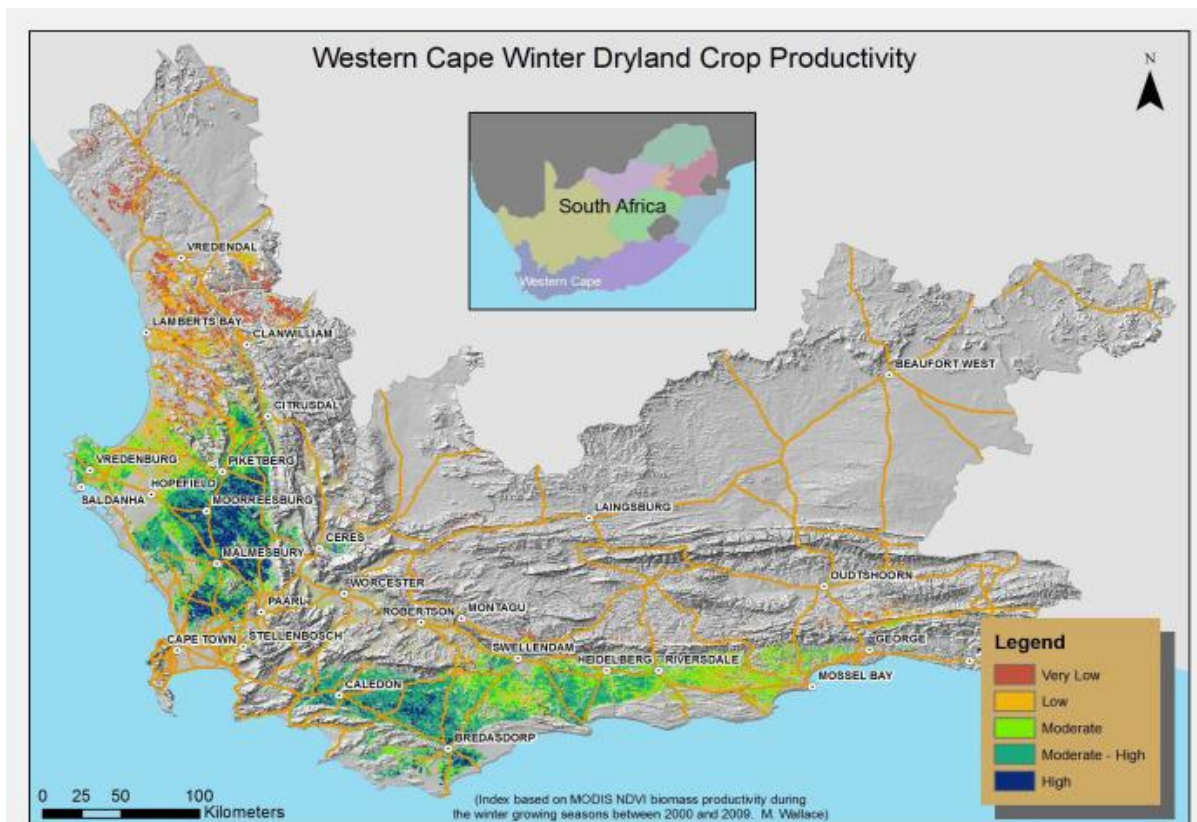 Western Cape Winter Dryland Crop Productivity
N
South Africa
Western Cape
VREDENDAL
LAMBERTS BAY
CLANWILLIAM
BEAUFORT WEST
CITRUSDAL
VREDENBURG
PIKETBERG
HOPEFIELD
SALDANHA
MOORREESBURG
LAINGSBURG
CERES
MALMESBURY
WORCESTER
OUDTSHOORN
PAARL
ROBERTSON
MONTAGU
CAPE TOWN
STELLENBOSCH
SWELLENDAM
GEORGE
HEIDELBERG
RIVERSDALE
CALEDON
MOSSEL BAY
BREDASDORP
Legend
Very Low
Low
Moderate
Moderate - High
High
0 25 50 100
Kilometers
(Index based on MODIS NDVI biomass productivity during
the winter growing seasons between 2000 and 2009. M. Wallace)